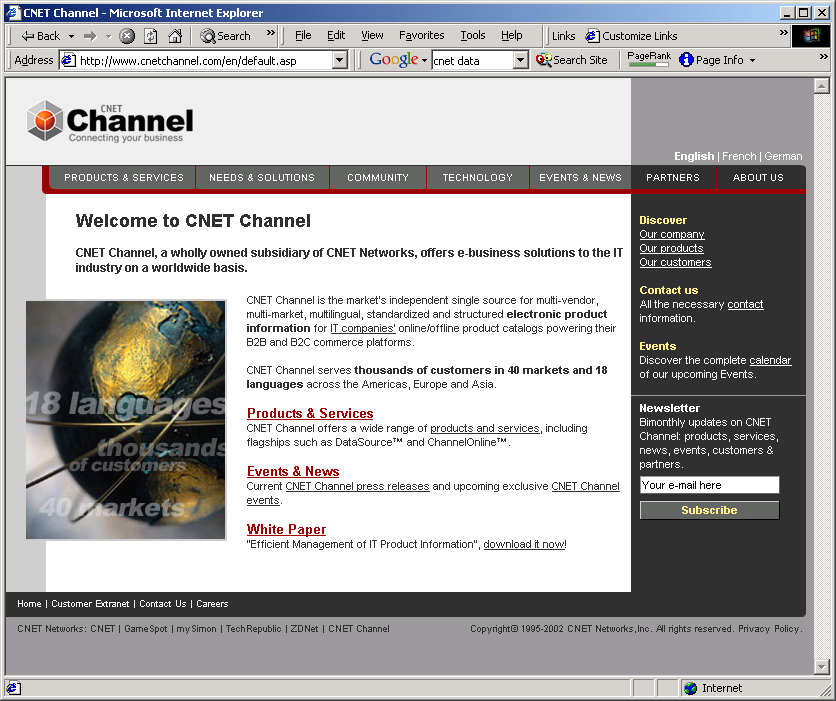 CNET Channel - Microsoft Internet Explorer
Back Search » File Edit View Favorites Tools Help Links Customize Links »
Address http://www.cnetchannel.com/en/default.asp Google cnet data Search Site PageRank Page Info »
CNET
Channel
Connecting your business
English | French | German
PRODUCTS & SERVICES NEEDS & SOLUTIONS COMMUNITY TECHNOLOGY EVENTS & NEWS PARTNERS ABOUT US
Welcome to CNET Channel
CNET Channel, a wholly owned subsidiary of CNET Networks, offers e-business solutions to the IT
industry on a worldwide basis.
18 languages
thousands
of customers
40 markets
CNET Channel is the market's independent single source for multi-vendor,
multi-market, multilingual, standardized and structured electronic product
information for IT companies' online/offline product catalogs powering their
B2B and B2C commerce platforms.
CNET Channel serves thousands of customers in 40 markets and 18
languages across the Americas, Europe and Asia.
Products & Services
CNET Channel offers a wide range of products and services, including
flagships such as DataSource™ and ChannelOnline™.
Events & News
Current CNET Channel press releases and upcoming exclusive CNET Channel
events.
White Paper
"Efficient Management of IT Product Information", download it now!
Discover
Our company
Our products
Our customers
Contact us
All the necessary contact
information.
Events
Discover the complete calendar
of our upcoming Events.
Newsletter
Bimonthly updates on CNET
Channel: products, services,
news, events, customers &
partners.
Your e-mail here
Subscribe
Home | Customer Extranet | Contact Us | Careers
CNET Networks: CNET | GameSpot | mySimon | TechRepublic | ZDNet | CNET Channel Copyright© 1995-2002 CNET Networks,Inc. All rights reserved. Privacy Policy.
Internet